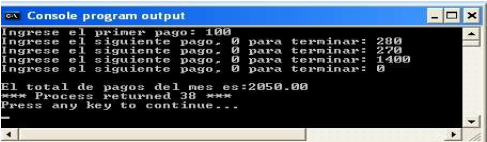 Console program output
Ingrese el primer pago: 100
Ingrese el siguiente pago, 0 para terminar: 280
Ingrese el siguiente pago, 0 para terminar: 270
Ingrese el siguiente pago, 0 para terminar: 1400
Ingrese el siguiente pago, 0 para terminar: 0
El total de pagos del mes es:2050.00
*** Process returned 38 ***
Press any key to continue...